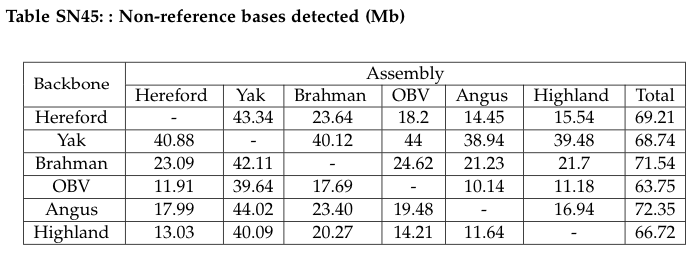 Table SN45: : Non-reference bases detected (Mb)
Backbone Assembly
Hereford Yak Brahman OBV Angus Highland Total
Hereford - 43.34 23.64 18.2 14.45 15.54 69.21
Yak 40.88 - 40.12 44 38.94 39.48 68.74
Brahman 23.09 42.11 - 24.62 21.23 21.7 71.54
OBV 11.91 39.64 17.69 - 10.14 11.18 63.75
Angus 17.99 44.02 23.40 19.48 - 16.94 72.35
Highland 13.03 40.09 20.27 14.21 11.64 - 66.72